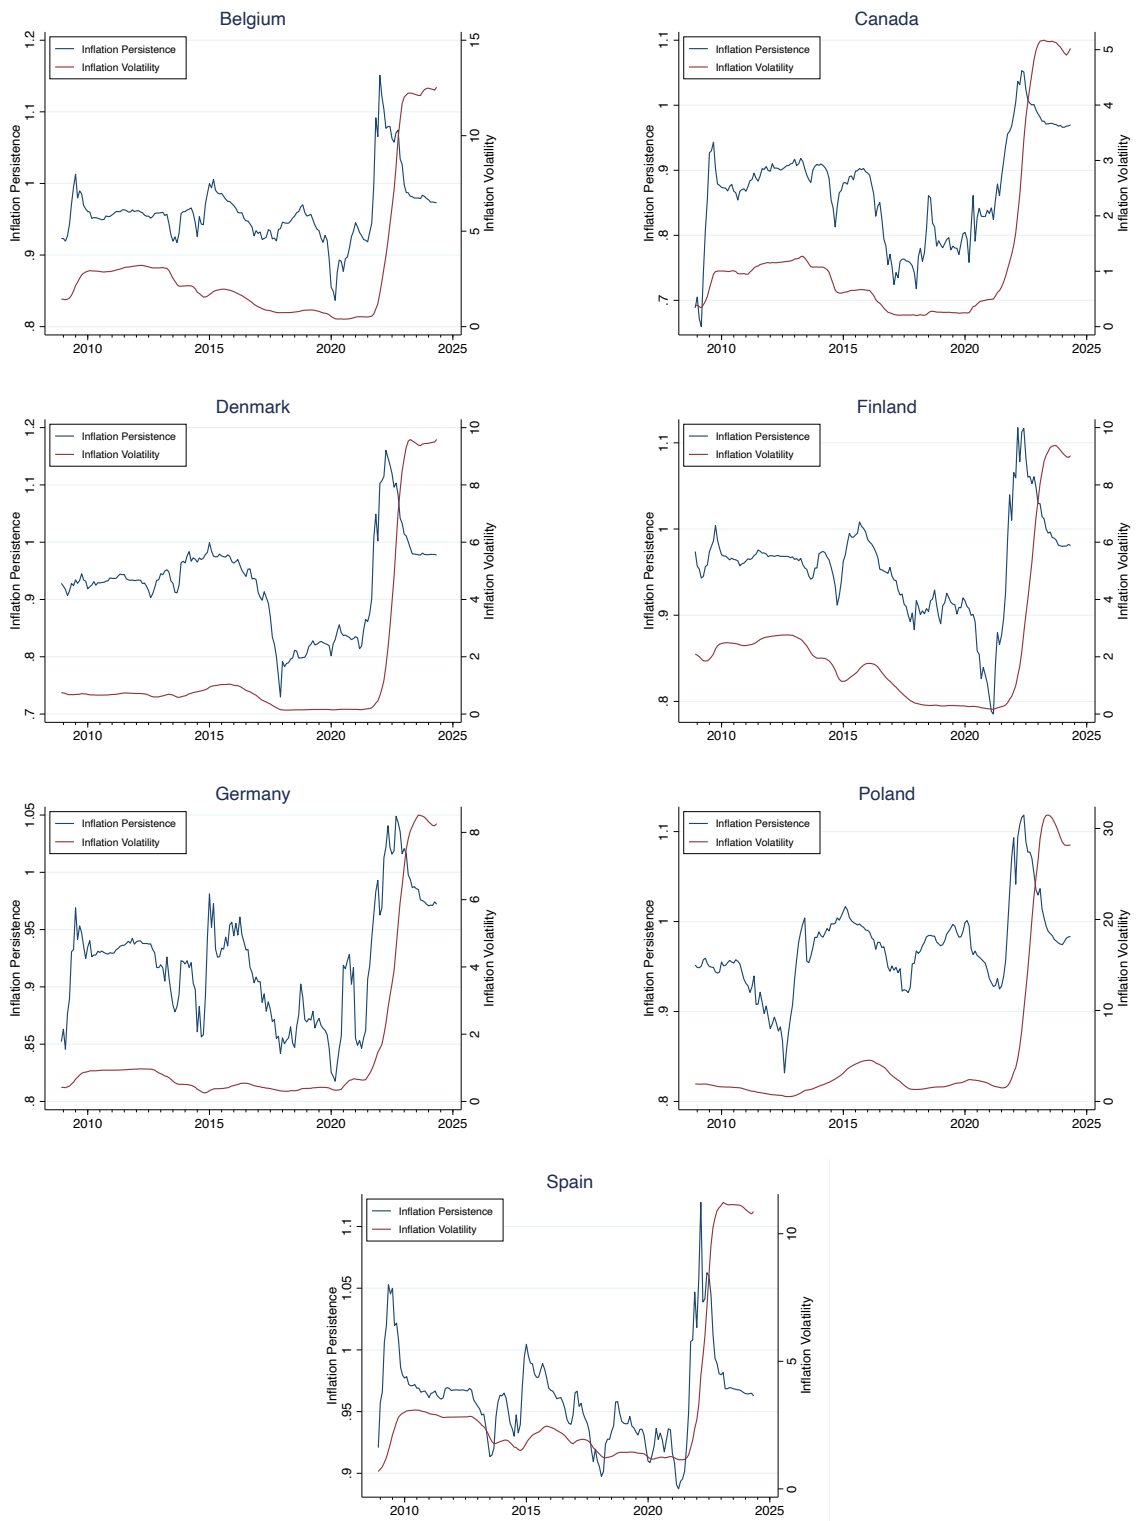 Belgium
Inflation Persistence
Inflation Volatility
Inflation Persistence
.8 .9 1 1.1 1.2
Inflation Volatility
0 5 10 15
2010 2015 2020 2025
Canada
Inflation Persistence
Inflation Volatility
Inflation Persistence
.7 .8 .9 1 1.1
Inflation Volatility
0 1 2 3 4 5
2010 2015 2020 2025
Denmark
Inflation Persistence
Inflation Volatility
Inflation Persistence
.7 .8 .9 1 1.1 1.2
Inflation Volatility
0 2 4 6 8 10
2010 2015 2020 2025
Finland
Inflation Persistence
Inflation Volatility
Inflation Persistence
.8 .9 1 1.1
Inflation Volatility
0 2 4 6 8 10
2010 2015 2020 2025
Germany
Inflation Persistence
Inflation Volatility
Inflation Persistence
.8 .85 .9 .95 1 1.05
Inflation Volatility
0 2 4 6 8
2010 2015 2020 2025
Poland
Inflation Persistence
Inflation Volatility
Inflation Persistence
.8 .9 1 1.1
Inflation Volatility
0 10 20 30
2010 2015 2020 2025
Spain
Inflation Persistence
Inflation Volatility
Inflation Persistence
.9 .95 1 1.05 1.1
Inflation Volatility
0 5 10
2010 2015 2020 2025